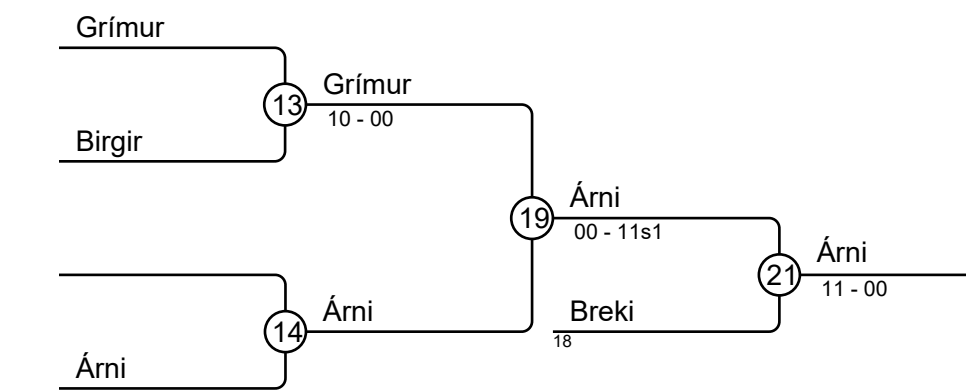 Grímur
13
Grímur
10 - 00
Birgir
19
Árni
00 - 11s1
21
Árni
11 - 00
14
Árni
Breki
18
Árni